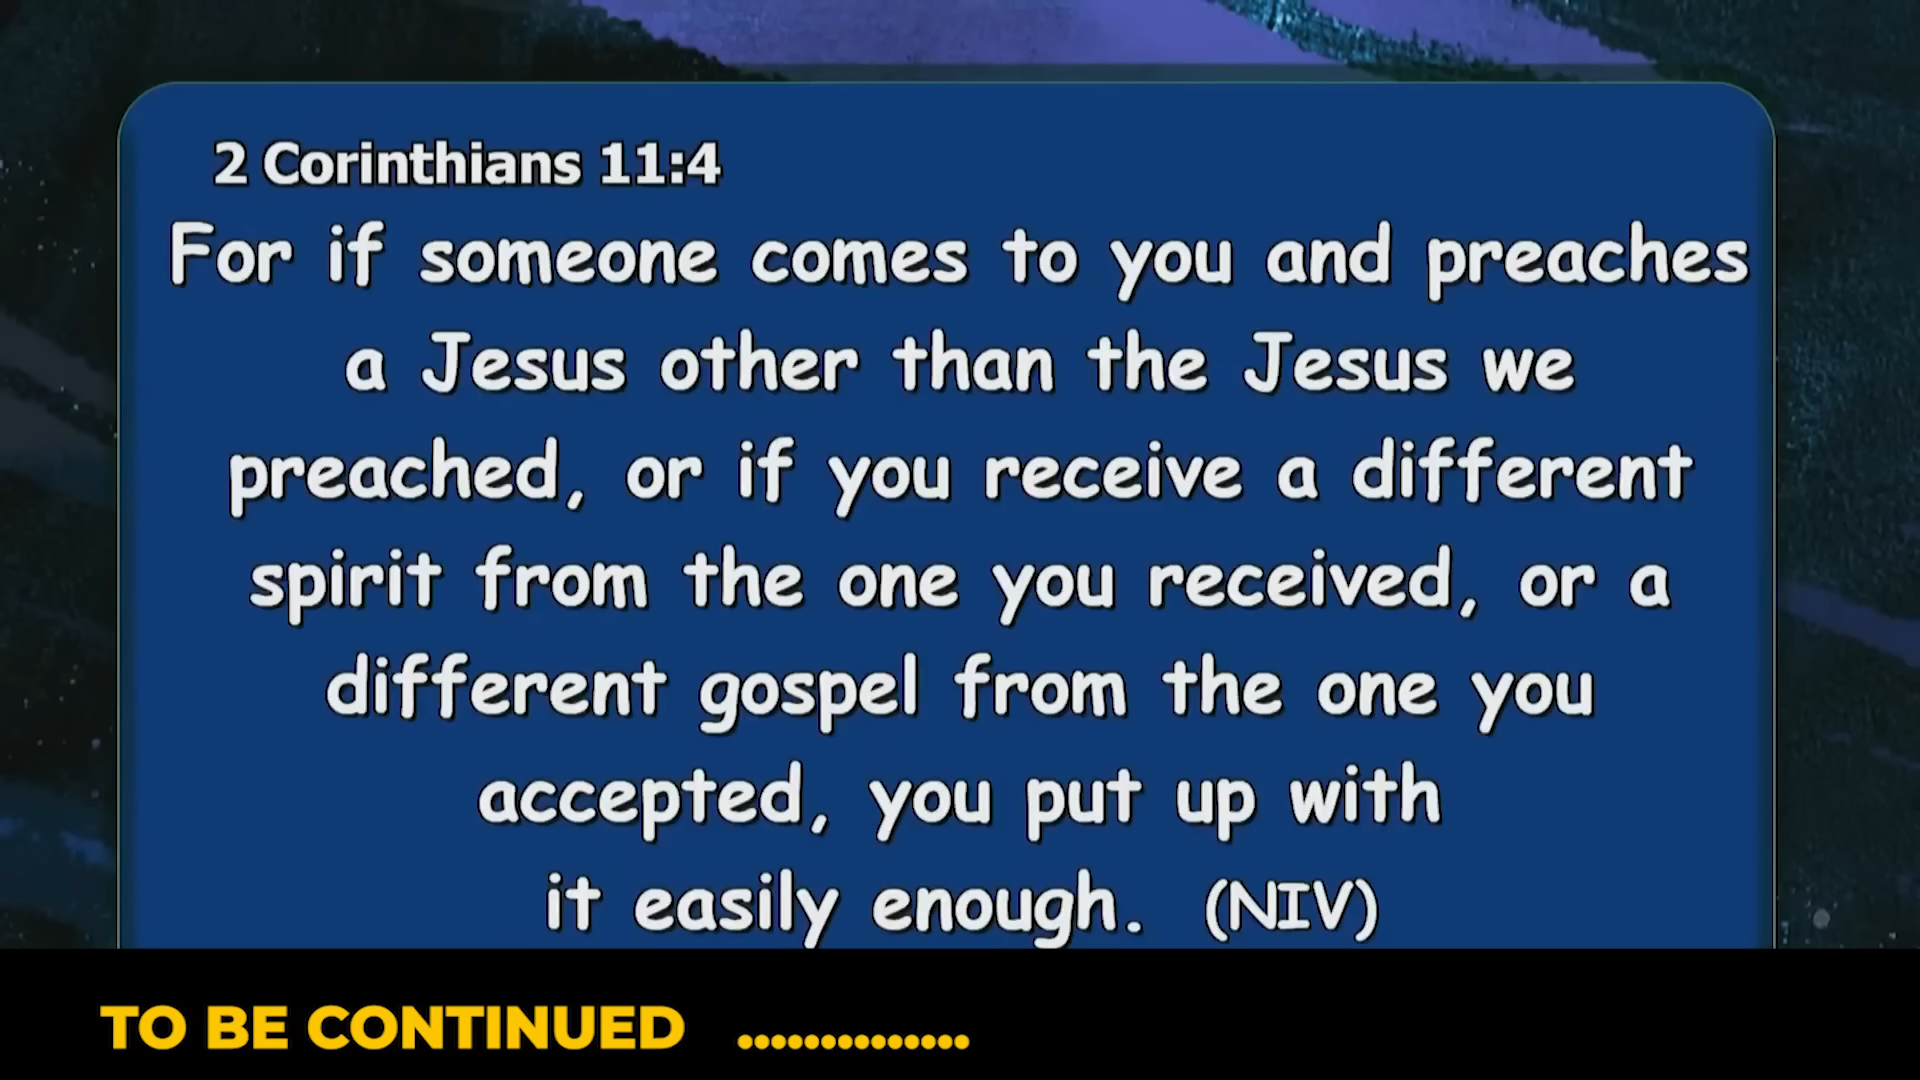 2 Corinthians 11:4
For if someone comes to you and preaches
a Jesus other than the Jesus we
preached, or if you receive a different
spirit from the one you received, or a
different gospel from the one you
accepted, you put up with
it easily enough. (NIV)
TO BE CONTINUED ..............